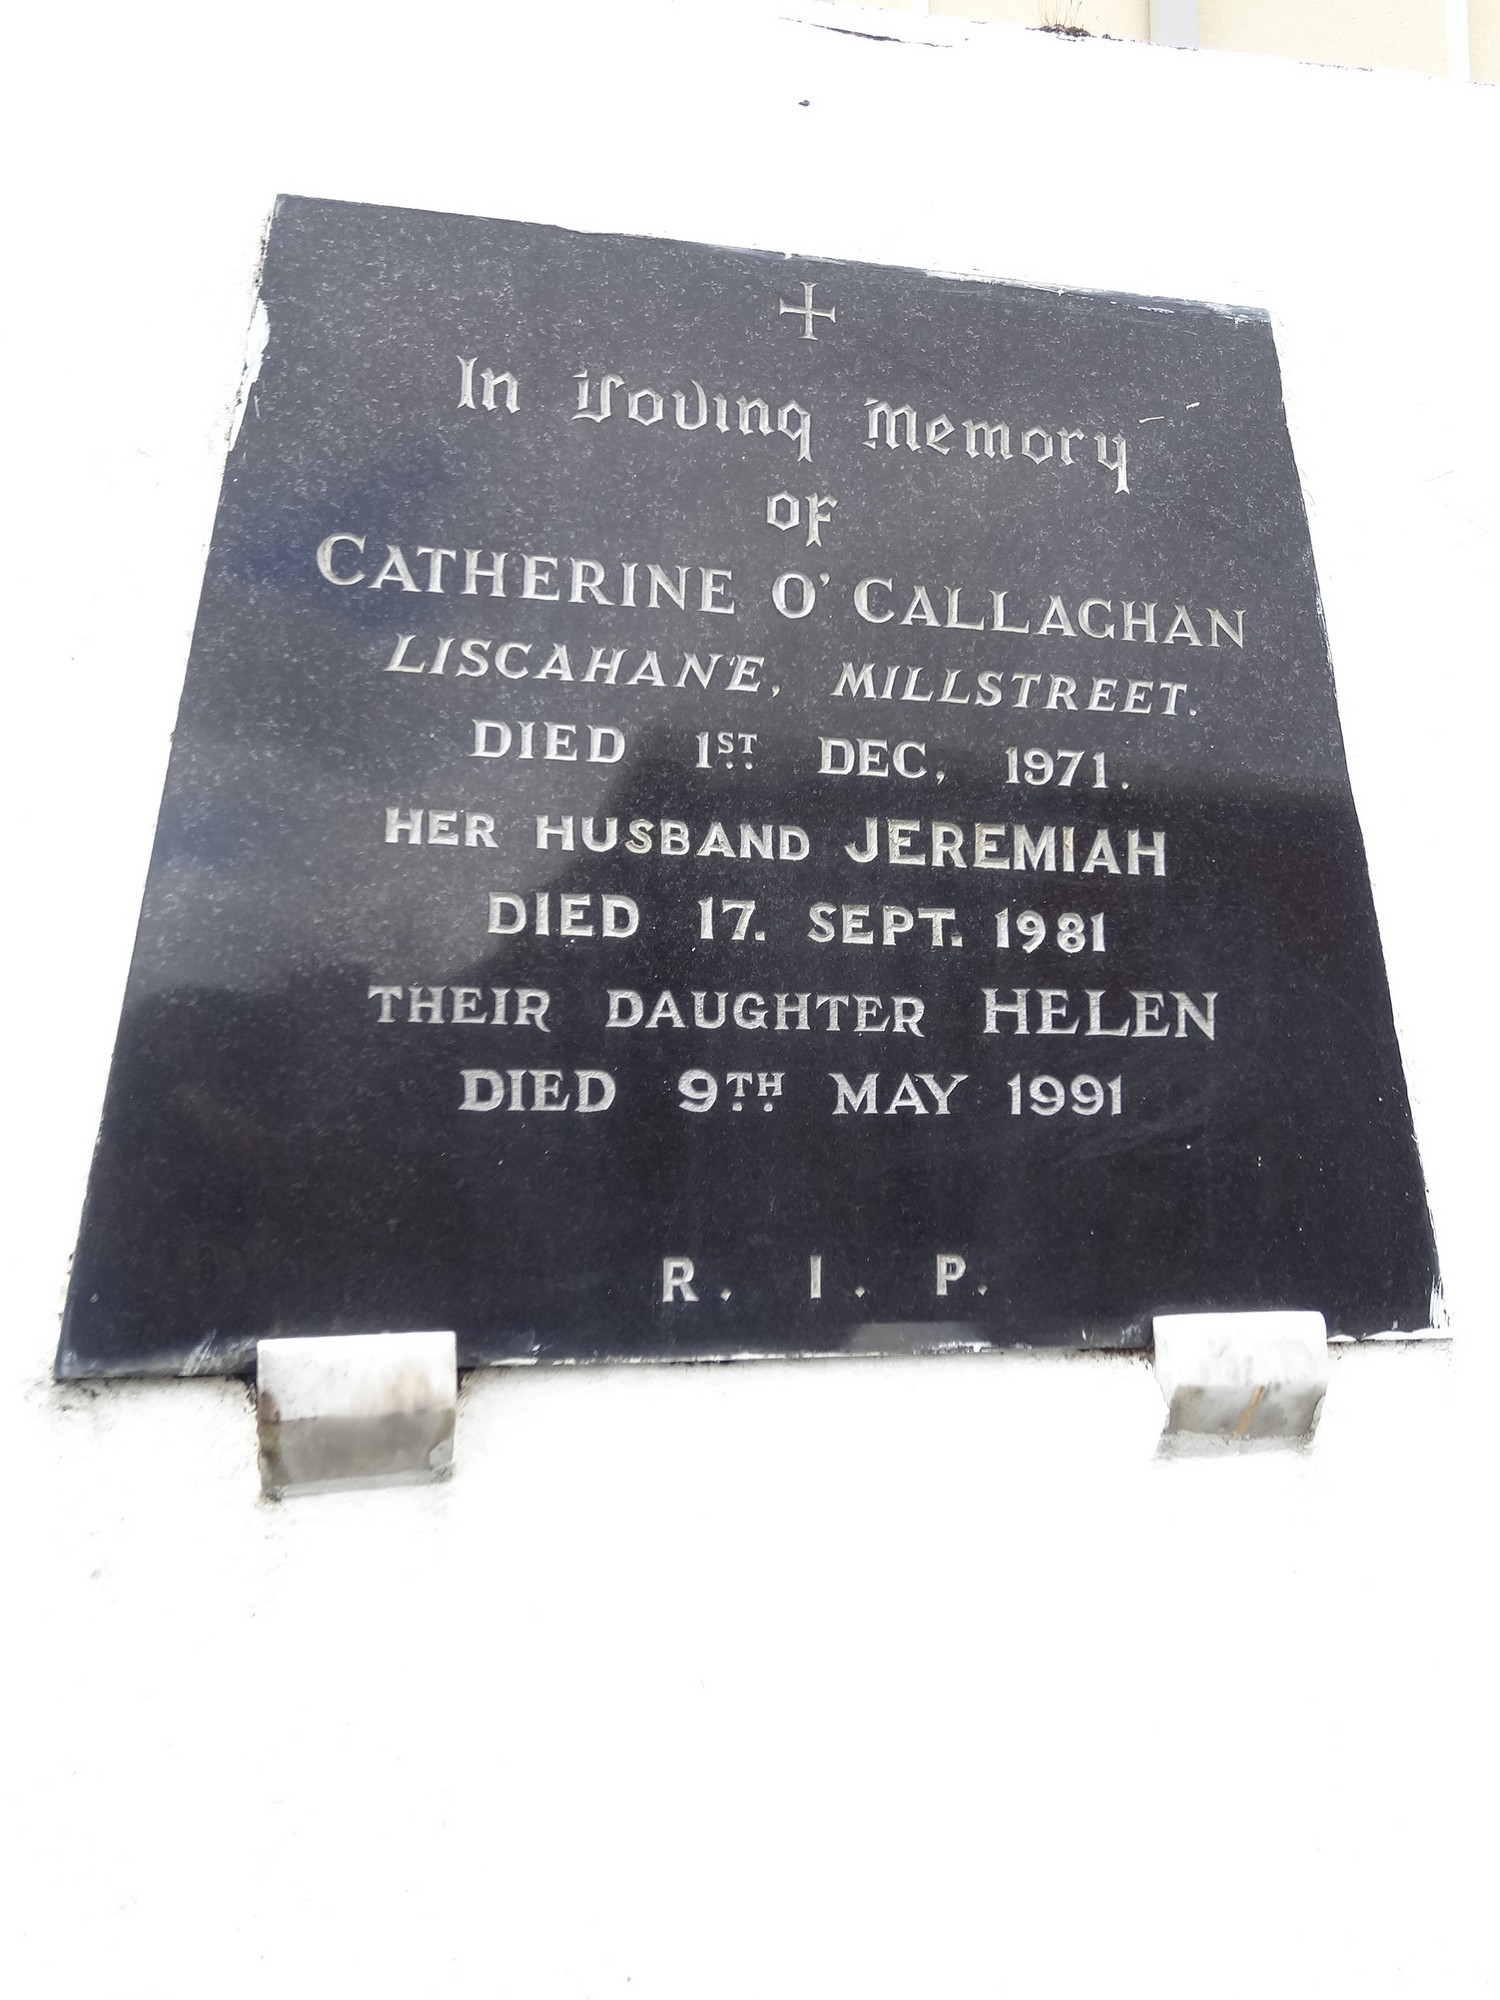 In Loving Memory
of
CATHERINE O'CALLAGHAN
LISCAHANE, MILLSTREET.
DIED 1ST DEC, 1971.
HER HUSBAND JEREMIAH
DIED 17. SEPT. 1981
THEIR DAUGHTER HELEN
DIED 9TH MAY 1991
R. I. P.